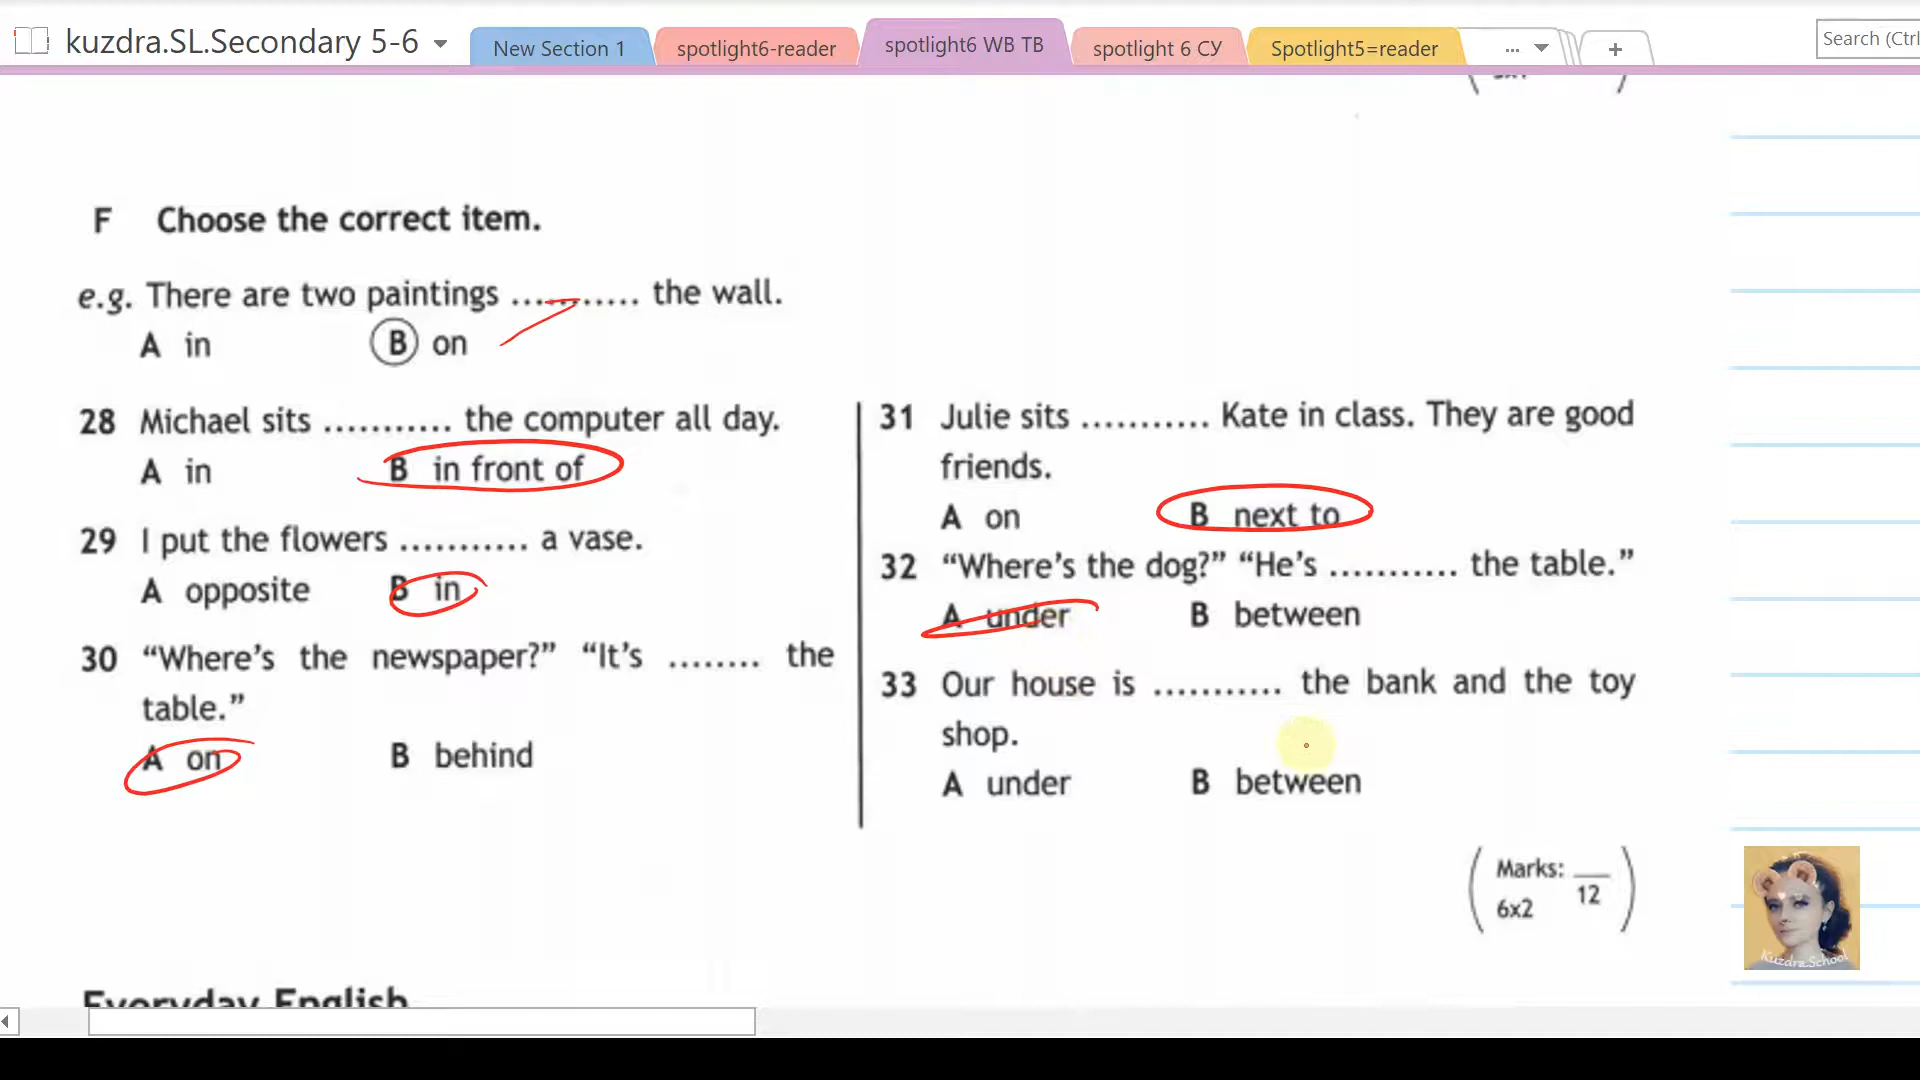 kuzdra.SL.Secondary 5-6
New Section 1
spotlight6-reader
spotlight6 WB TB
spotlight 6 СУ
Spotlight5=reader
...
+
Search (Ctrl
F Choose the correct item.
e.g. There are two paintings ........... the wall.
A in B on
28 Michael sits ........... the computer all day.
A in B in front of
29 I put the flowers ........... a vase.
A opposite B in
30 “Where’s the newspaper?” “It’s ........ the
table.”
A on B behind
31 Julie sits ........... Kate in class. They are good
friends.
A on B next to
32 “Where’s the dog?” “He’s ........... the table.”
A under B between
33 Our house is ........... the bank and the toy
shop.
A under B between
Marks: ___
6x2 12
Kuzdra.School
Everyday English